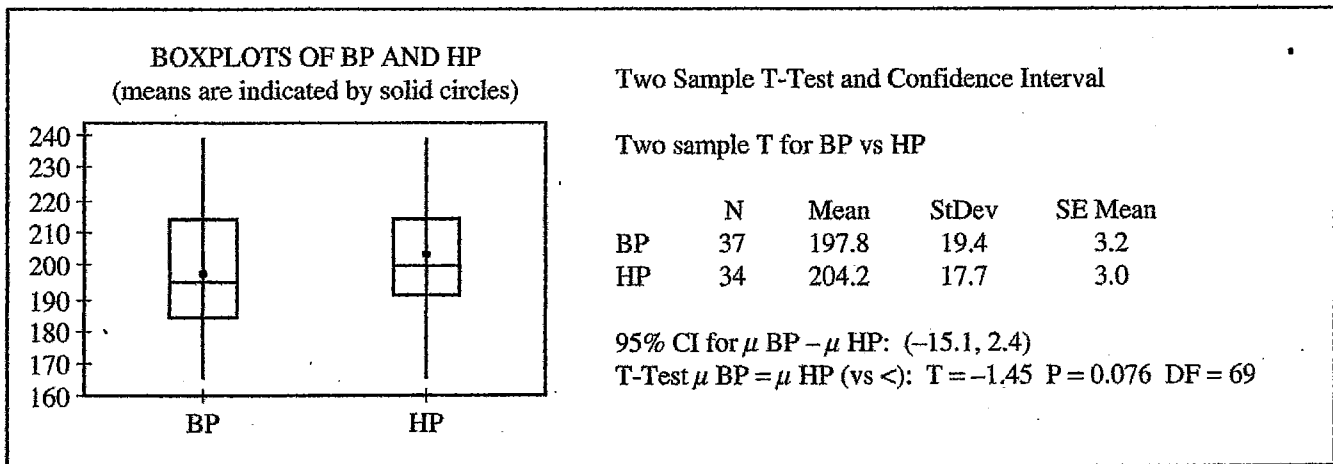 BOXPLOTS OF BP AND HP
(means are indicated by solid circles)
240
230
220
210
200
190
180
170
160
BP
HP
Two Sample T-Test and Confidence Interval
Two sample T for BP vs HP
N Mean StDev SE Mean
BP 37 197.8 19.4 3.2
HP 34 204.2 17.7 3.0
95% CI for μ BP – μ HP: (–15.1, 2.4)
T-Test μ BP = μ HP (vs <): T = –1.45 P = 0.076 DF = 69